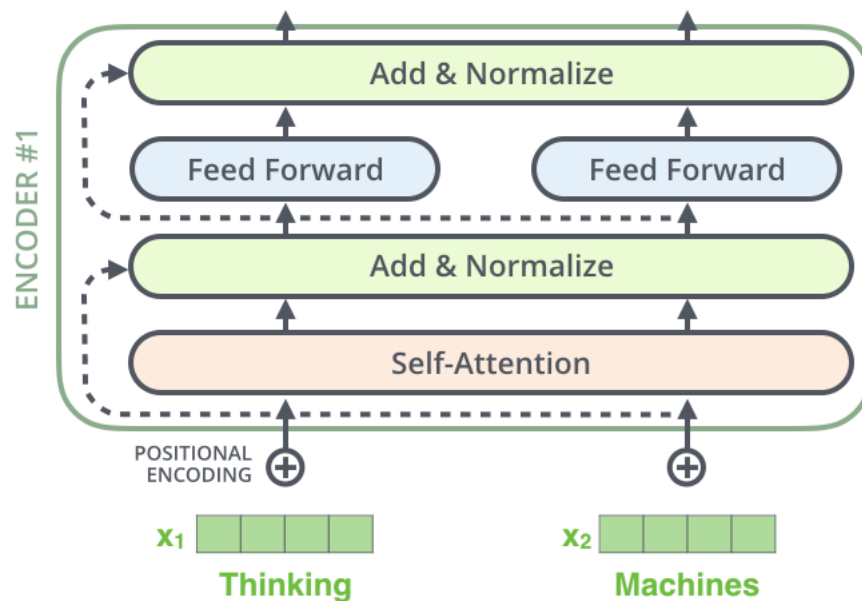 ENCODER #1
Add & Normalize
Feed Forward
Feed Forward
Add & Normalize
Self-Attention
POSITIONAL
ENCODING
x₁
x₂
Thinking
Machines